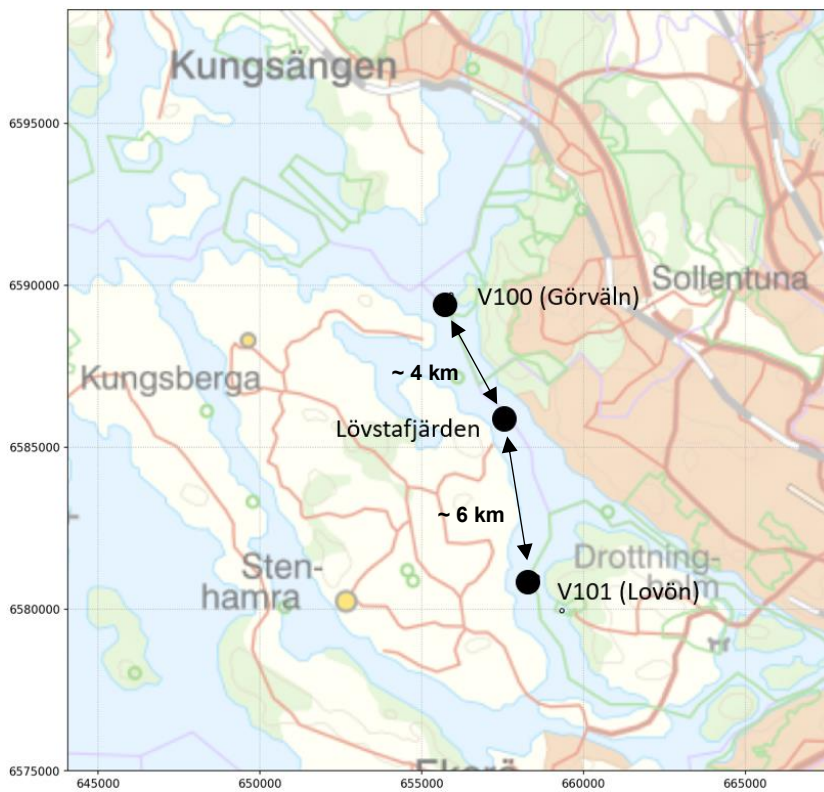 Kungsängen
6595000
6590000
Sollentuna
V100 (Görväln)
~ 4 km
Kungsberga
Lövstafjärden
6585000
~ 6 km
Drottning-
holm
Sten-
hamra
V101 (Lovön)
6580000
Ekerö
6575000
645000
650000
655000
660000
665000